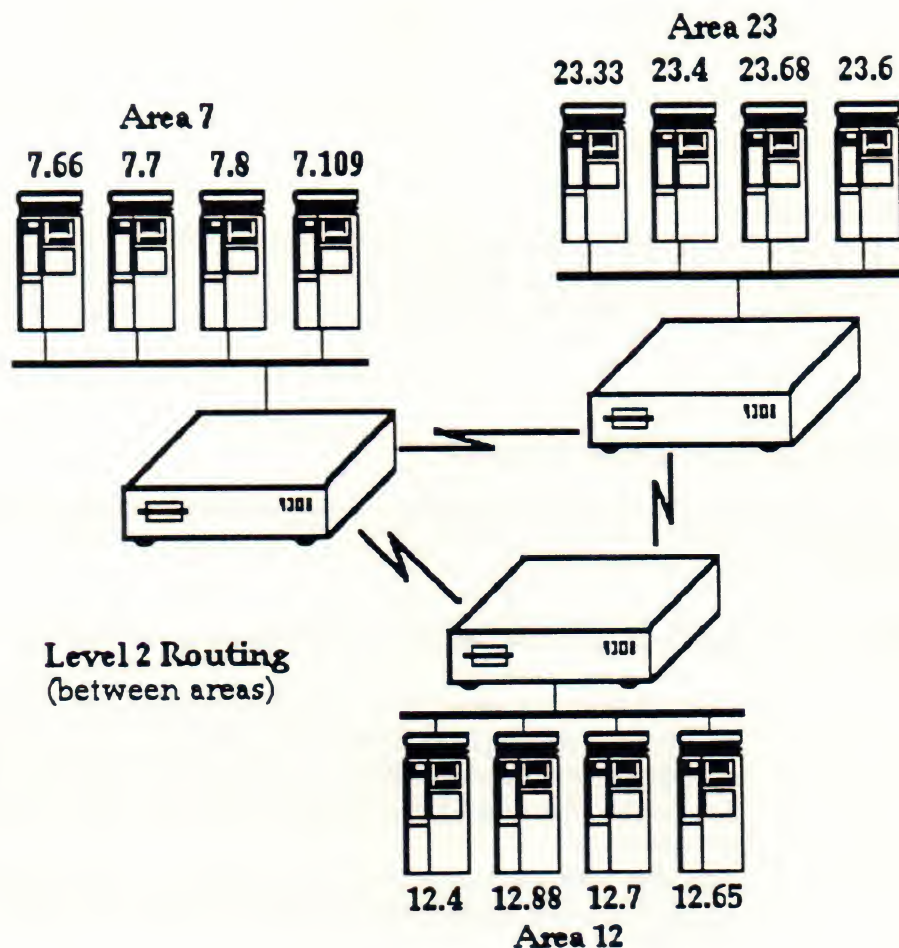 Area 23
23.33 23.4 23.68 23.6
Area 7
7.66 7.7 7.8 7.109
Level 2 Routing
(between areas)
12.4 12.88 12.7 12.65
Area 12